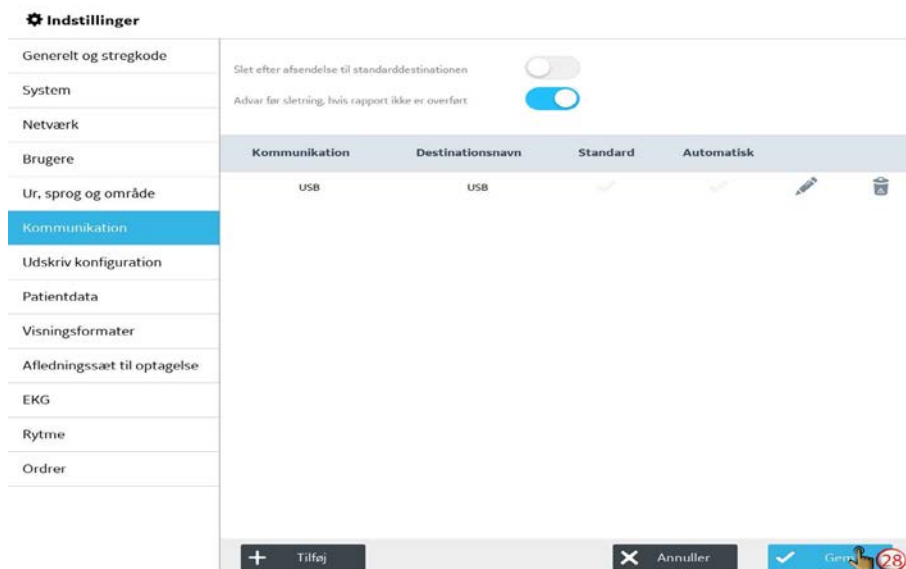 Indstillinger
Generelt og stregkode
System
Netværk
Brugere
Ur, sprog og område
Kommunikation
Udskriv konfiguration
Patientdata
Visningsformater
Afledningssæt til optagelse
EKG
Rytme
Ordrer
Slet efter afsendelse til standarddestinationen
Advar før sletning, hvis rapport ikke er overført
Kommunikation Destinationsnavn Standard Automatisk
USB USB
Tilføj Annuller Gem 28